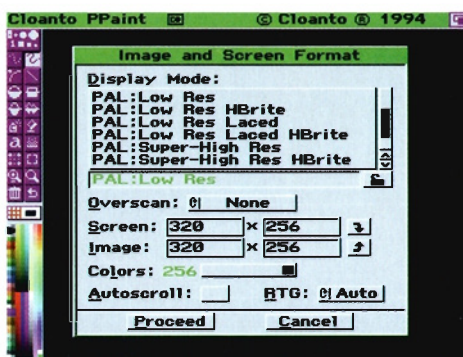 Cloanto PPaint © Cloanto ® 1994
Image and Screen Format
Display Mode:
PAL:Low Res
PAL:Low Res HBrite
PAL:Low Res Laced
PAL:Low Res Laced HBrite
PAL:Super-High Res
PAL:Super-High Res HBrite
PAL:Low Res
Overscan: None
Screen: 320 × 256
Image: 320 × 256
Colors: 256
Autoscroll: RTG: Auto
Proceed Cancel